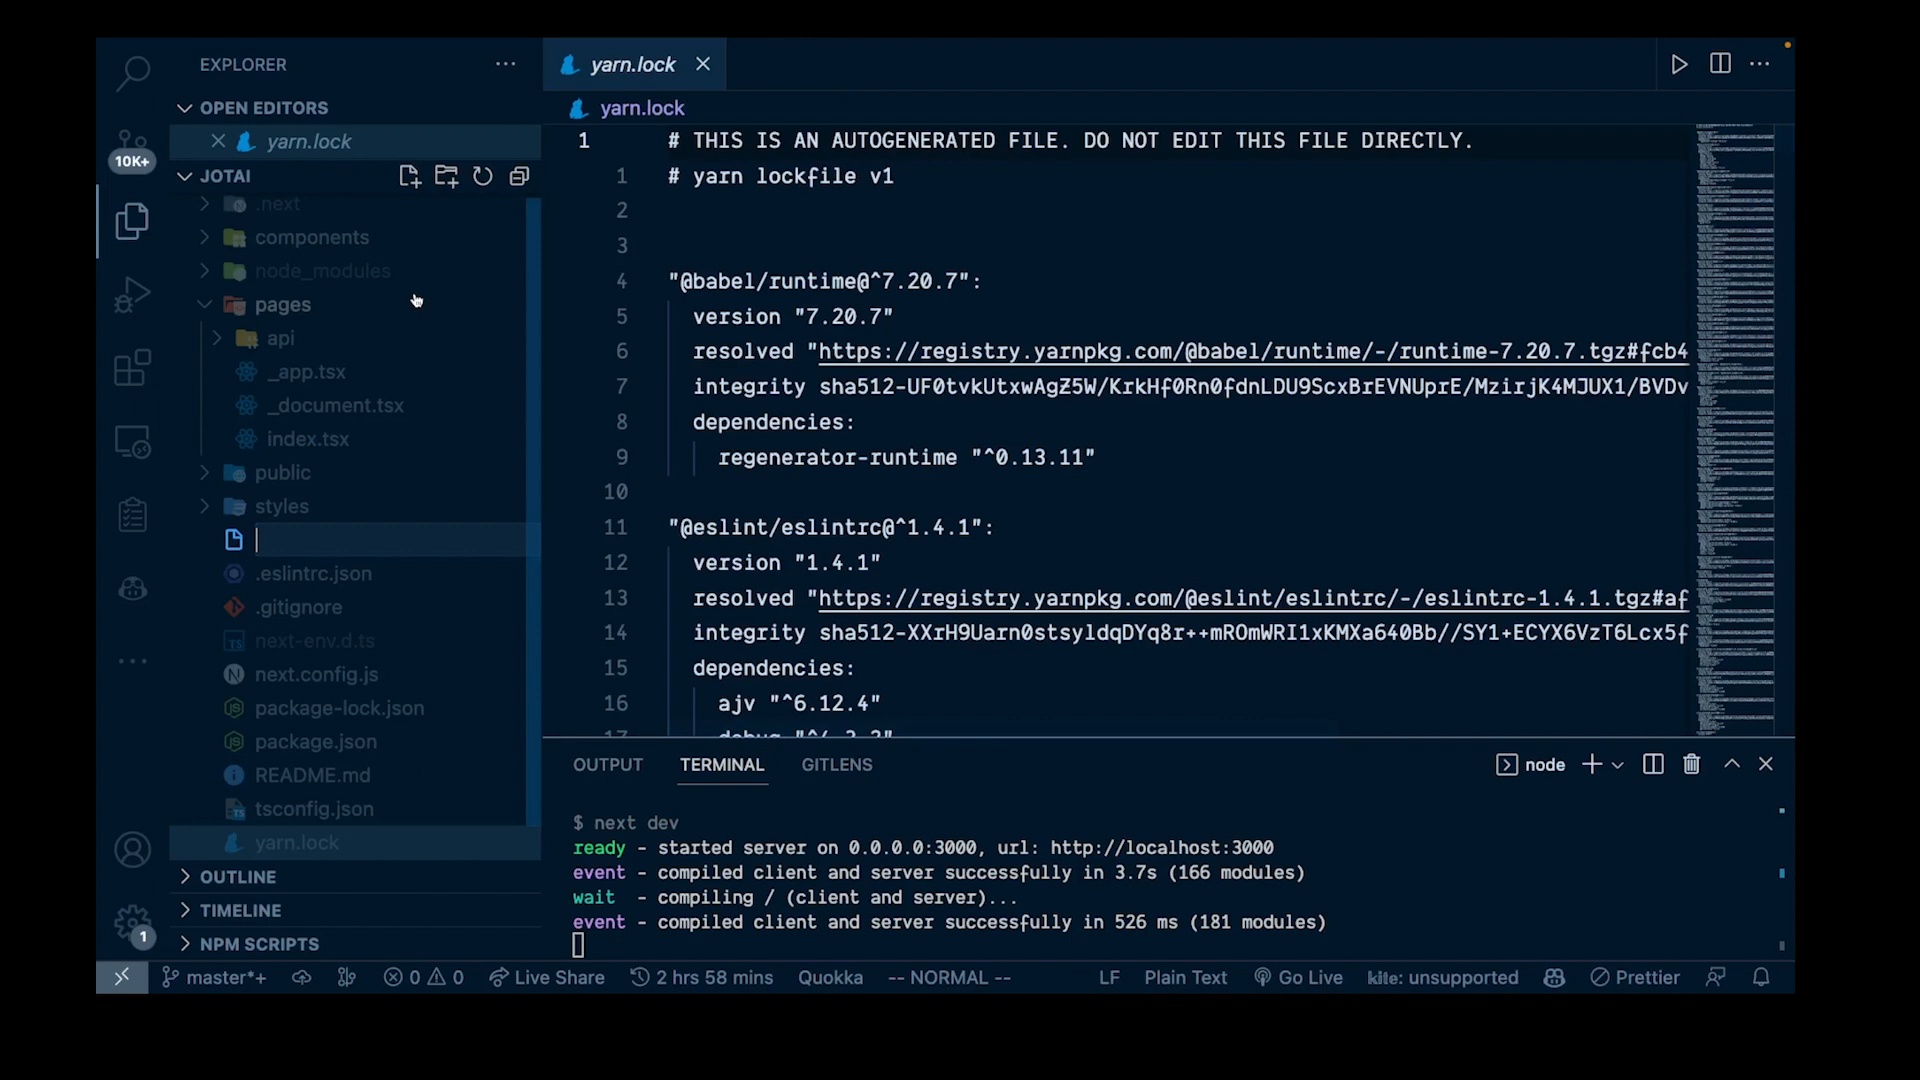 EXPLORER
OPEN EDITORS
yarn.lock
10K+
JOTAI
.next
components
node_modules
pages
api
_app.tsx
_document.tsx
index.tsx
public
styles
.eslintrc.json
.gitignore
next-env.d.ts
next.config.js
package-lock.json
package.json
README.md
tsconfig.json
yarn.lock
OUTLINE
TIMELINE
NPM SCRIPTS
1
yarn.lock
yarn.lock
1 # THIS IS AN AUTOGENERATED FILE. DO NOT EDIT THIS FILE DIRECTLY.
1 # yarn lockfile v1
2
3
4 "@babel/runtime@^7.20.7":
5 version "7.20.7"
6 resolved "https://registry.yarnpkg.com/@babel/runtime/-/runtime-7.20.7.tgz#fcb4
7 integrity sha512-UF0tvkUtxwAgZ5W/KrkHf0Rn0fdnLDU9ScxBrEVNUprE/MzirjK4MJUX1/BVDv
8 dependencies:
9 regenerator-runtime "^0.13.11"
10
11 "@eslint/eslintrc@^1.4.1":
12 version "1.4.1"
13 resolved "https://registry.yarnpkg.com/@eslint/eslintrc/-/eslintrc-1.4.1.tgz#af
14 integrity sha512-XXrH9Uarn0stsyldqDYq8r++mROmWRI1xKMXa640Bb//SY1+ECYX6VzT6Lcx5f
15 dependencies:
16 ajv "^6.12.4"
17 debug "^4.3.2"
OUTPUT TERMINAL GITLENS
node
$ next dev
ready - started server on 0.0.0.0:3000, url: http://localhost:3000
event - compiled client and server successfully in 3.7s (166 modules)
wait - compiling / (client and server)...
event - compiled client and server successfully in 526 ms (181 modules)
master*+ 0 0 Live Share 2 hrs 58 mins Quokka -- NORMAL -- LF Plain Text Go Live kite: unsupported Prettier